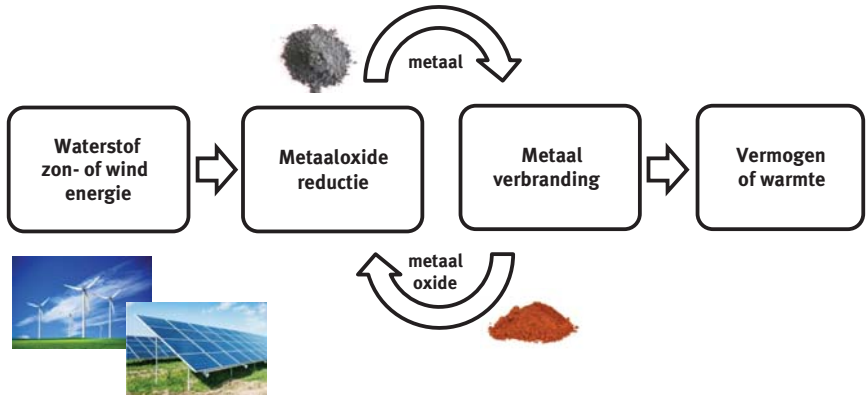 metaal
Waterstof
zon- of wind
energie
Metaaloxide
reductie
Metaal
verbranding
Vermogen
of warmte
metaal
oxide